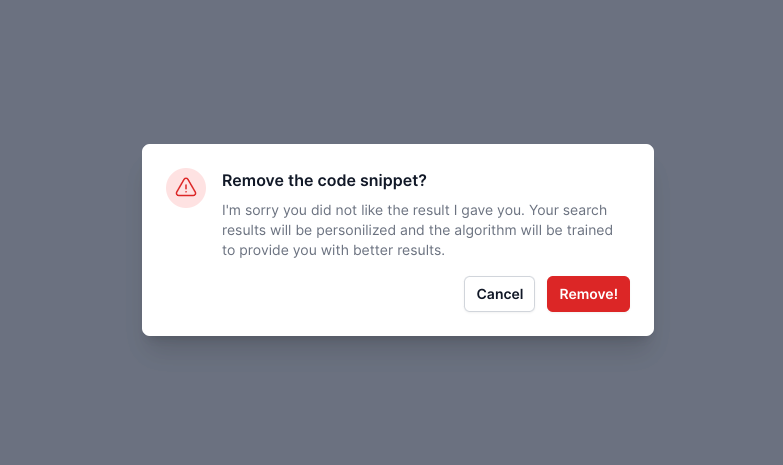 Remove the code snippet?
I'm sorry you did not like the result I gave you. Your search
results will be personilized and the algorithm will be trained
to provide you with better results.
Cancel
Remove!